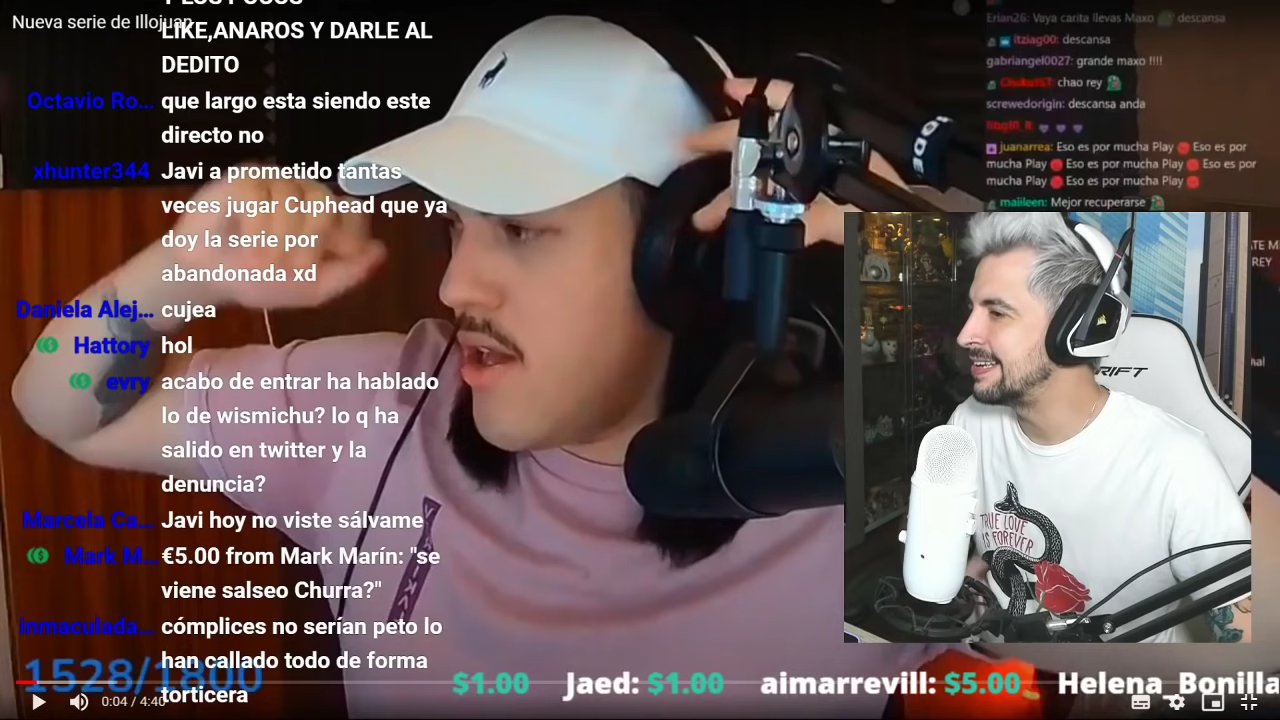 Nueva serie de Illojuan
LIKE,ANAROS Y DARLE AL
DEDITO
Octavio Ro... que largo esta siendo este
directo no
xhunter344 Javi a prometido tantas
veces jugar Cuphead que ya
doy la serie por
abandonada xd
Daniela Alej... cujea
Hattory hol
evry acabo de entrar ha hablado
lo de wismichu? lo q ha
salido en twitter y la
denuncia?
Marcela Ca... Javi hoy no viste sálvame
Mark M... €5.00 from Mark Marín: "se
viene salseo Churra?"
inmaculada... cómplices no serían peto lo
han callado todo de forma
torticera
Erian26: Vaya carita llevas Maxo descansa
itziag00: descansa
gabriangel0027: grande maxo !!!!
chao rey
screwedorigin: descansa anda
juanarrea: Eso es por mucha Play Eso es por
mucha Play Eso es por mucha Play Eso es por
mucha Play Eso es por mucha Play
maiileen: Mejor recuperarse
REY
RIFT
TRUE LOVE
IS FOREVER
1528/1800
$1.00 Jaed: $1.00 aimarrevill: $5.00 Helena_Bonilla
0:04 / 4:40